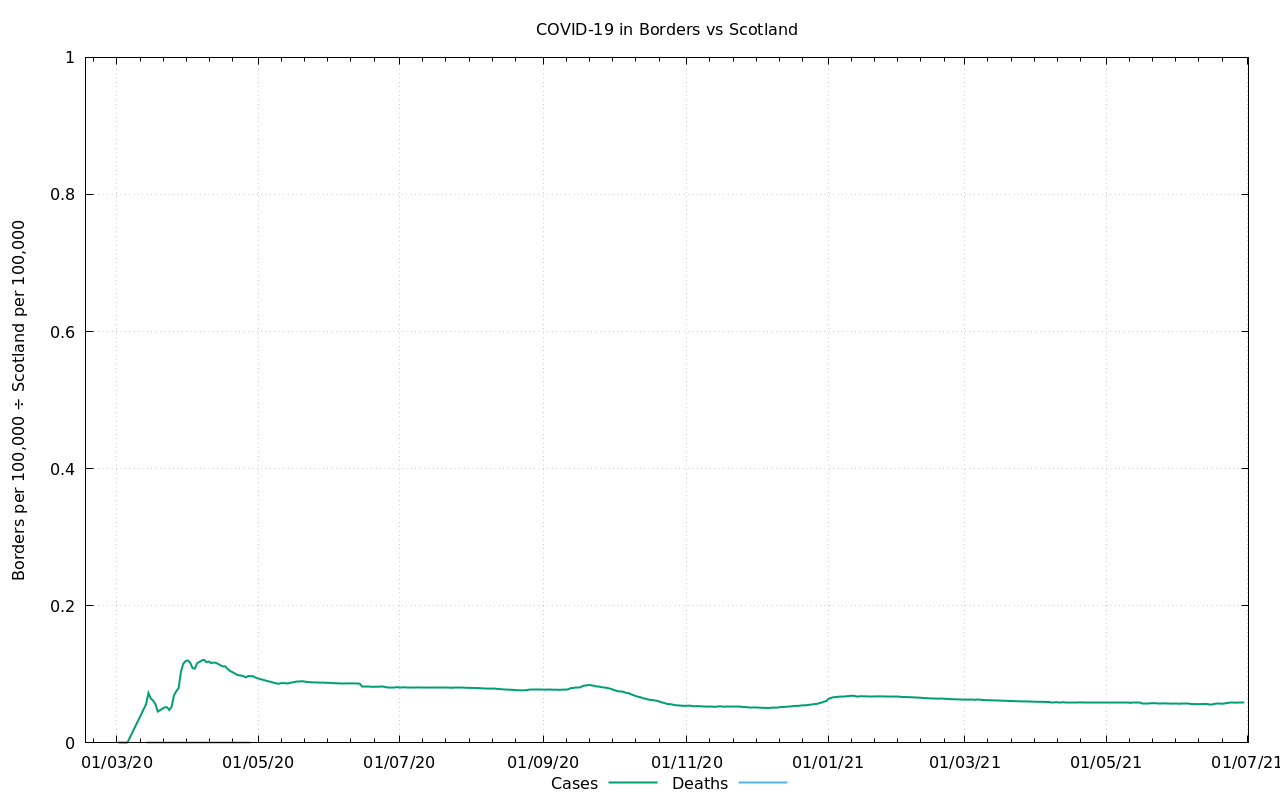 COVID-19 in Borders vs Scotland
Borders per 100,000 ÷ Scotland per 100,000
1
0.8
0.6
0.4
0.2
0
01/03/20 01/05/20 01/07/20 01/09/20 01/11/20 01/01/21 01/03/21 01/05/21 01/07/21
Cases Deaths